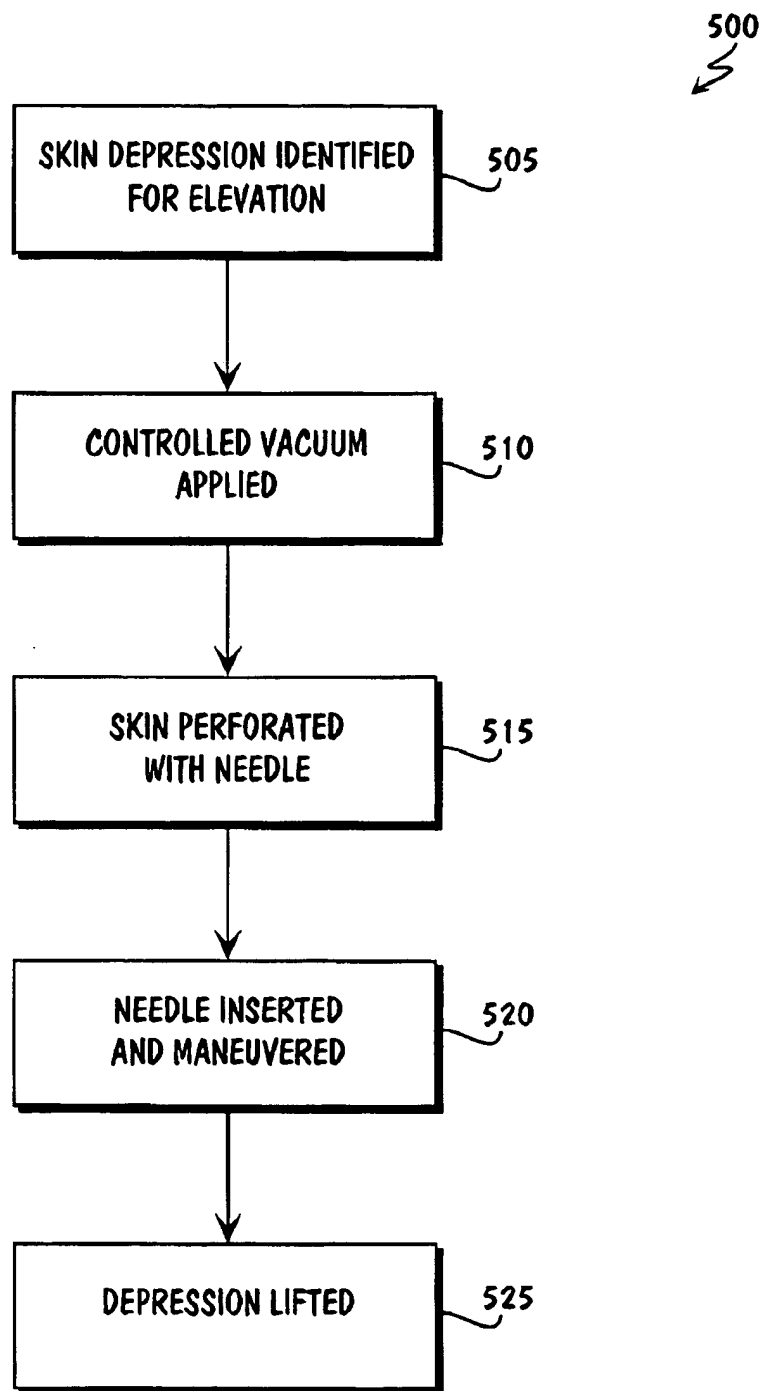 500
SKIN DEPRESSION IDENTIFIED
FOR ELEVATION
505
CONTROLLED VACUUM
APPLIED
510
SKIN PERFORATED
WITH NEEDLE
515
NEEDLE INSERTED
AND MANEUVERED
520
DEPRESSION LIFTED
525